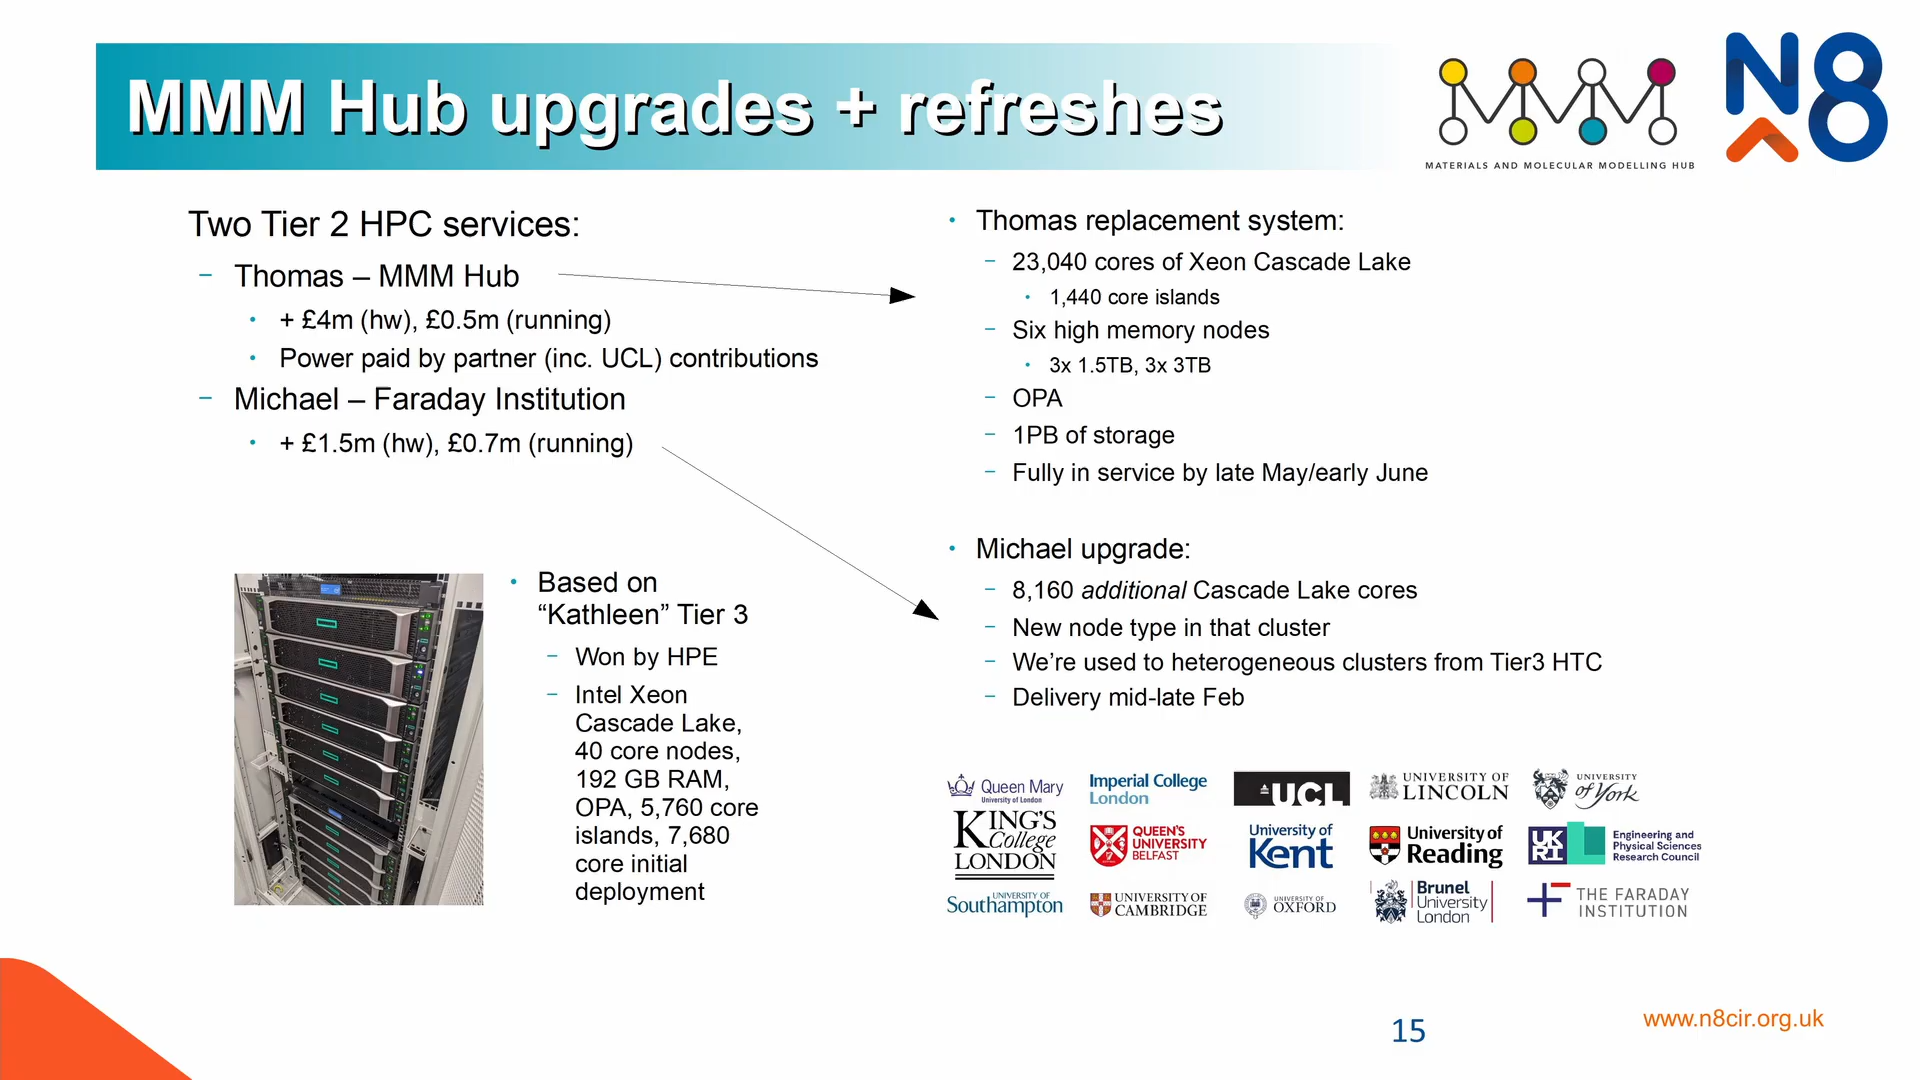 MMM Hub upgrades + refreshes
MATERIALS AND MOLECULAR MODELLING HUB
N8
Two Tier 2 HPC services:
– Thomas – MMM Hub
• + £4m (hw), £0.5m (running)
• Power paid by partner (inc. UCL) contributions
– Michael – Faraday Institution
• + £1.5m (hw), £0.7m (running)
• Based on
“Kathleen” Tier 3
– Won by HPE
– Intel Xeon
Cascade Lake,
40 core nodes,
192 GB RAM,
OPA, 5,760 core
islands, 7,680
core initial
deployment
• Thomas replacement system:
– 23,040 cores of Xeon Cascade Lake
• 1,440 core islands
– Six high memory nodes
• 3x 1.5TB, 3x 3TB
– OPA
– 1PB of storage
– Fully in service by late May/early June
• Michael upgrade:
– 8,160 additional Cascade Lake cores
– New node type in that cluster
– We’re used to heterogeneous clusters from Tier3 HTC
– Delivery mid-late Feb
Queen Mary
University of London
Imperial College
London
UCL
UNIVERSITY OF
LINCOLN
UNIVERSITY
of York
KING'S
College
LONDON
QUEEN'S
UNIVERSITY
BELFAST
University of
Kent
University of
Reading
UK
RI
Engineering and
Physical Sciences
Research Council
UNIVERSITY OF
Southampton
UNIVERSITY OF
CAMBRIDGE
UNIVERSITY OF
OXFORD
Brunel
University
London
THE FARADAY
INSTITUTION
15
www.n8cir.org.uk